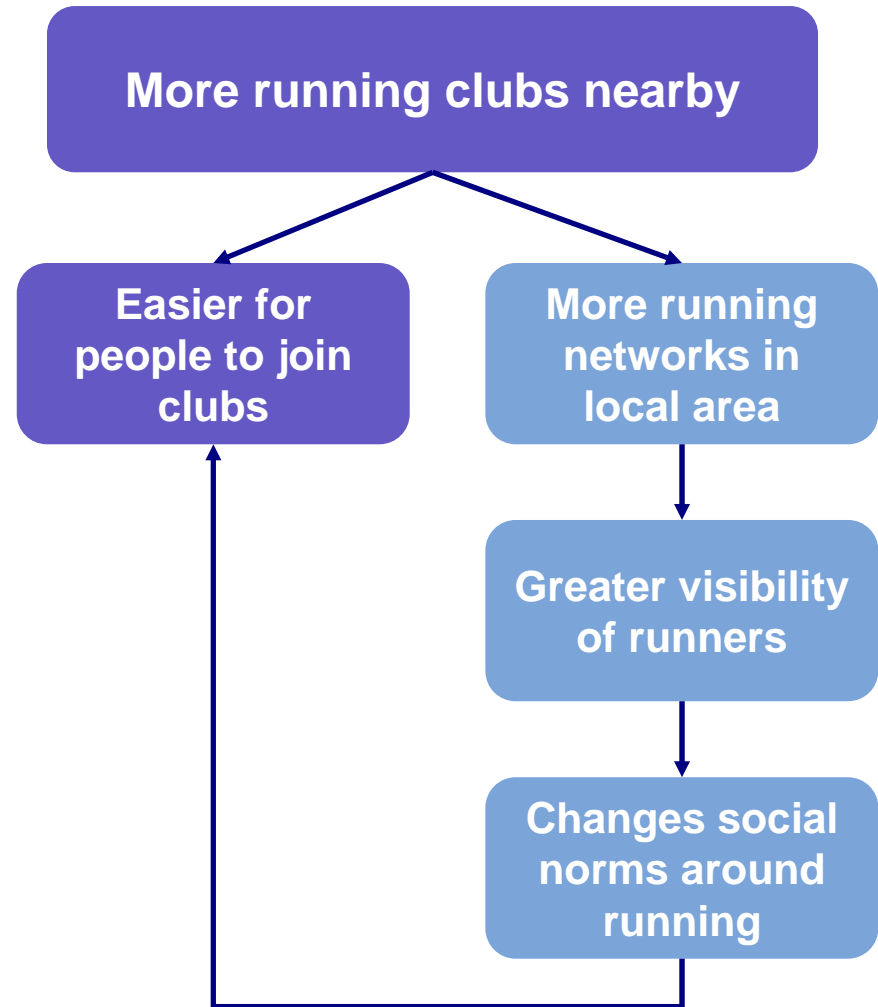 More running clubs nearby
Easier for
people to join
clubs
More running
networks in
local area
Greater visibility
of runners
Changes social
norms around
running